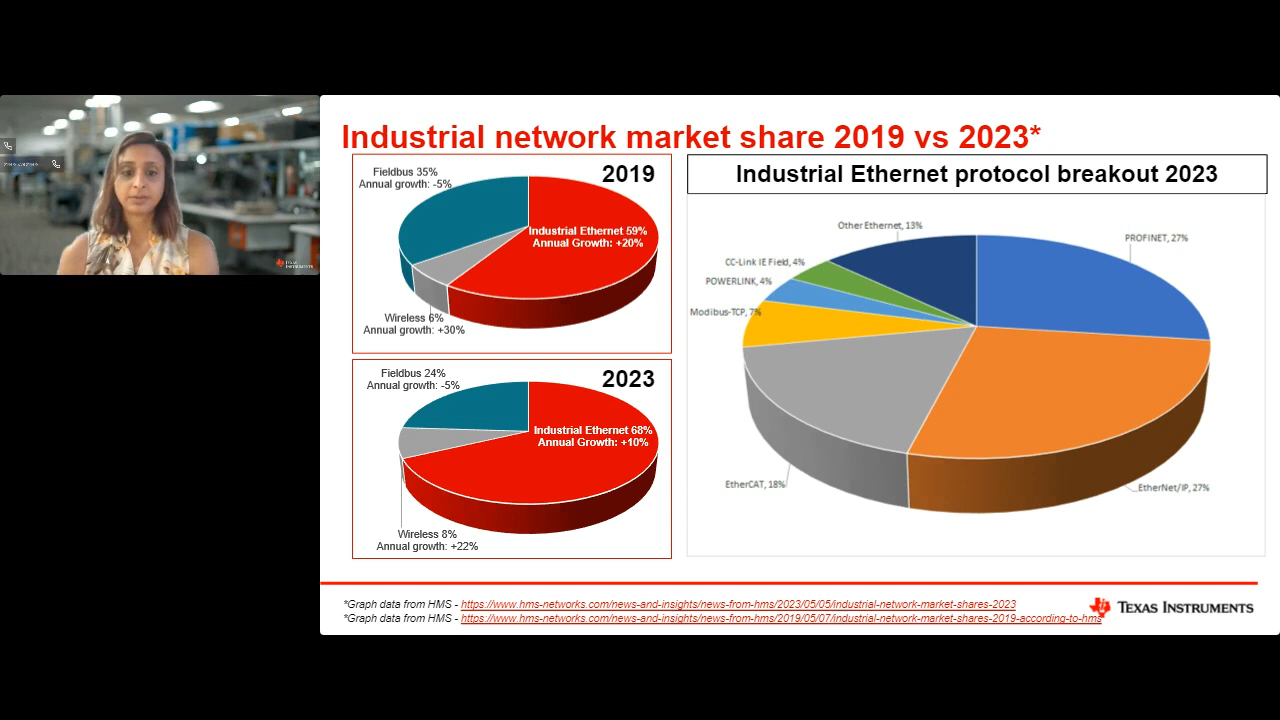 Industrial network market share 2019 vs 2023*
2019
Fieldbus 35%
Annual growth: -5%
Industrial Ethernet 59%
Annual Growth: +20%
Wireless 6%
Annual growth: +30%
2023
Fieldbus 24%
Annual growth: -5%
Industrial Ethernet 68%
Annual Growth: +10%
Wireless 8%
Annual growth: +22%
Industrial Ethernet protocol breakout 2023
Other Ethernet, 13%
PROFINET, 27%
CC-Link IE Field, 4%
POWERLINK, 4%
Modibus-TCP, 7%
EtherCAT, 18%
EtherNet/IP, 27%
*Graph data from HMS - https://www.hms-networks.com/news-and-insights/news-from-hms/2023/05/05/industrial-network-market-shares-2023
*Graph data from HMS - https://www.hms-networks.com/news-and-insights/news-from-hms/2019/05/07/industrial-network-market-shares-2019-according-to-hms
TEXAS INSTRUMENTS
TEXAS INSTRUMENTS